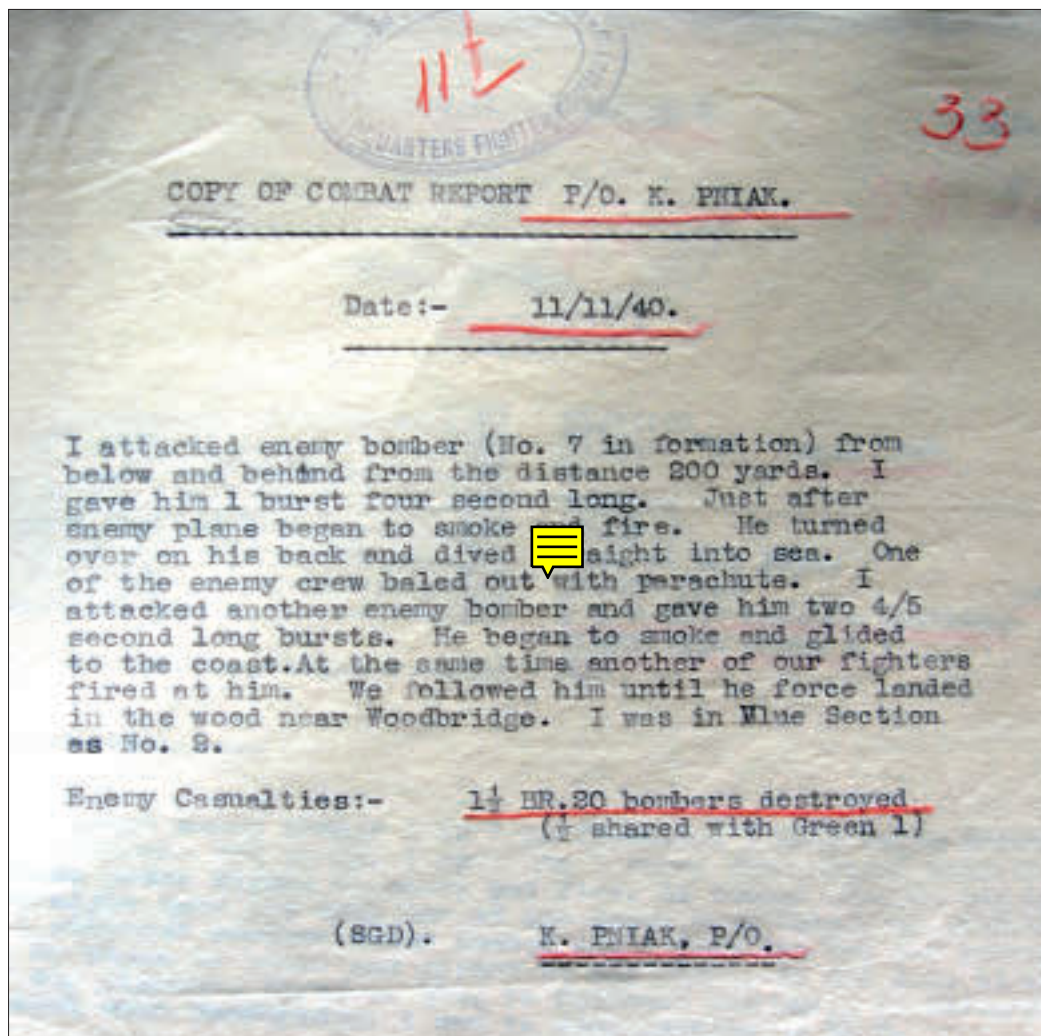 11
HEADQUARTERS FIGHTER
33
COPY OF COMBAT REPORT P/O. K. PNIAK.
Date:- 11/11/40.
I attacked enemy bomber (No. 7 in formation) from
below and behind from the distance 200 yards. I
gave him 1 burst four second long. Just after
enemy plane began to smoke and fire. He turned
over on his back and dived straight into sea. One
of the enemy crew baled out with parachute. I
attacked another enemy bomber and gave him two 4/5
second long bursts. He began to smoke and glided
to the coast.At the same time another of our fighters
fired at him. We followed him until he force landed
in the wood near Woodbridge. I was in Blue Section
as No. 2.
Enemy Casualties:- 1½ BR.20 bombers destroyed
(½ shared with Green 1)
(SGD). K. PNIAK, P/O.